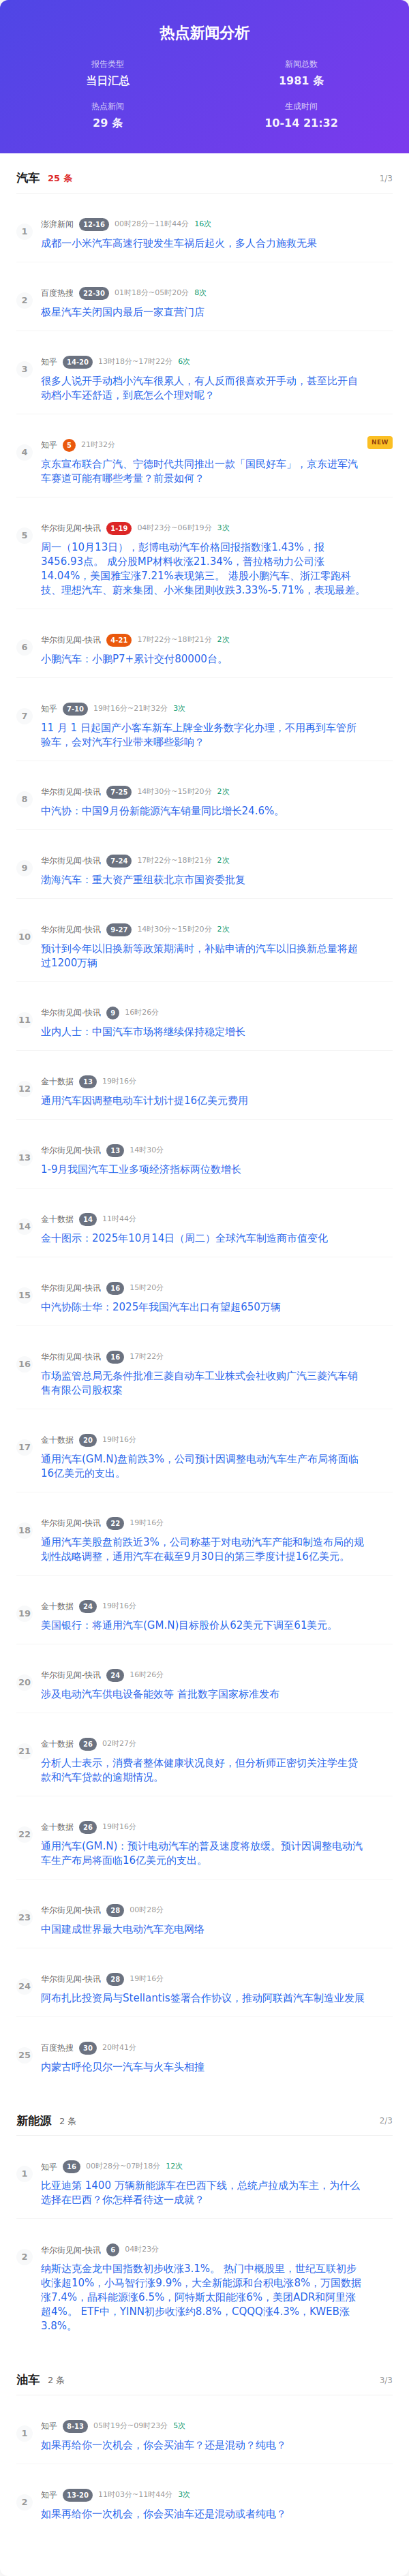 热点新闻分析
报告类型
新闻总数
当日汇总
1981 条
热点新闻
生成时间
29 条
10-14 21:32
汽车 25 条 1/3
澎湃新闻 12-16 00时28分~11时44分 16次
1
成都一小米汽车高速行驶发生车祸后起火，多人合力施救无果
百度热搜 22-30 01时18分~05时20分 8次
2
极星汽车关闭国内最后一家直营门店
知乎 14-20 13时18分~17时22分 6次
3
很多人说开手动档小汽车很累人，有人反而很喜欢开手动，甚至比开自
动档小车还舒适，到底怎么个理对呢？
知乎 5 21时32分 NEW
4
京东宣布联合广汽、宁德时代共同推出一款「国民好车」，京东进军汽
车赛道可能有哪些考量？前景如何？
华尔街见闻-快讯 1-19 04时23分~06时19分 3次
5
周一（10月13日），彭博电动汽车价格回报指数涨1.43%，报
3456.93点。 成分股MP材料收涨21.34%，普拉格动力公司涨
14.04%，美国雅宝涨7.21%表现第三。 港股小鹏汽车、浙江零跑科
技、理想汽车、蔚来集团、小米集团则收跌3.33%-5.71%，表现最差。
华尔街见闻-快讯 4-21 17时22分~18时21分 2次
6
小鹏汽车：小鹏P7+累计交付80000台。
知乎 7-10 19时16分~21时32分 3次
7
11 月 1 日起国产小客车新车上牌全业务数字化办理，不用再到车管所
验车，会对汽车行业带来哪些影响？
华尔街见闻-快讯 7-25 14时30分~15时20分 2次
8
中汽协：中国9月份新能源汽车销量同比增长24.6%。
华尔街见闻-快讯 7-24 17时22分~18时21分 2次
9
渤海汽车：重大资产重组获北京市国资委批复
华尔街见闻-快讯 9-27 14时30分~15时20分 2次
10
预计到今年以旧换新等政策期满时，补贴申请的汽车以旧换新总量将超
过1200万辆
华尔街见闻-快讯 9 16时26分
11
业内人士：中国汽车市场将继续保持稳定增长
金十数据 13 19时16分
12
通用汽车因调整电动车计划计提16亿美元费用
华尔街见闻-快讯 13 14时30分
13
1-9月我国汽车工业多项经济指标两位数增长
金十数据 14 11时44分
14
金十图示：2025年10月14日（周二）全球汽车制造商市值变化
华尔街见闻-快讯 16 15时20分
15
中汽协陈士华：2025年我国汽车出口有望超650万辆
华尔街见闻-快讯 16 17时22分
16
市场监管总局无条件批准三菱自动车工业株式会社收购广汽三菱汽车销
售有限公司股权案
金十数据 20 19时16分
17
通用汽车(GM.N)盘前跌3%，公司预计因调整电动汽车生产布局将面临
16亿美元的支出。
华尔街见闻-快讯 22 19时16分
18
通用汽车美股盘前跌近3%，公司称基于对电动汽车产能和制造布局的规
划性战略调整，通用汽车在截至9月30日的第三季度计提16亿美元。
金十数据 24 19时16分
19
美国银行：将通用汽车(GM.N)目标股价从62美元下调至61美元。
华尔街见闻-快讯 24 16时26分
20
涉及电动汽车供电设备能效等 首批数字国家标准发布
金十数据 26 02时27分
21
分析人士表示，消费者整体健康状况良好，但分析师正密切关注学生贷
款和汽车贷款的逾期情况。
金十数据 26 19时16分
22
通用汽车(GM.N)：预计电动汽车的普及速度将放缓。预计因调整电动汽
车生产布局将面临16亿美元的支出。
华尔街见闻-快讯 28 00时28分
23
中国建成世界最大电动汽车充电网络
华尔街见闻-快讯 28 19时16分
24
阿布扎比投资局与Stellantis签署合作协议，推动阿联酋汽车制造业发展
百度热搜 30 20时41分
25
内蒙古呼伦贝尔一汽车与火车头相撞
新能源 2 条 2/3
知乎 16 00时28分~07时18分 12次
1
比亚迪第 1400 万辆新能源车在巴西下线，总统卢拉成为车主，为什么
选择在巴西？你怎样看待这一成就？
华尔街见闻-快讯 6 04时23分
2
纳斯达克金龙中国指数初步收涨3.1%。 热门中概股里，世纪互联初步
收涨超10%，小马智行涨9.9%，大全新能源和台积电涨8%，万国数据
涨7.4%，晶科能源涨6.5%，阿特斯太阳能涨6%，美团ADR和阿里涨
超4%。 ETF中，YINN初步收涨约8.8%，CQQQ涨4.3%，KWEB涨
3.8%。
油车 2 条 3/3
知乎 8-13 05时19分~09时23分 5次
1
如果再给你一次机会，你会买油车？还是混动？纯电？
知乎 13-20 11时03分~11时44分 3次
2
如果再给你一次机会，你会买油车还是混动或者纯电？